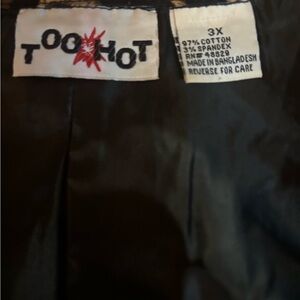 TOO HOT
3X
97% COTTON
3% SPANDEX
RN# 48829
MADE IN BANGLADESH
REVERSE FOR CARE